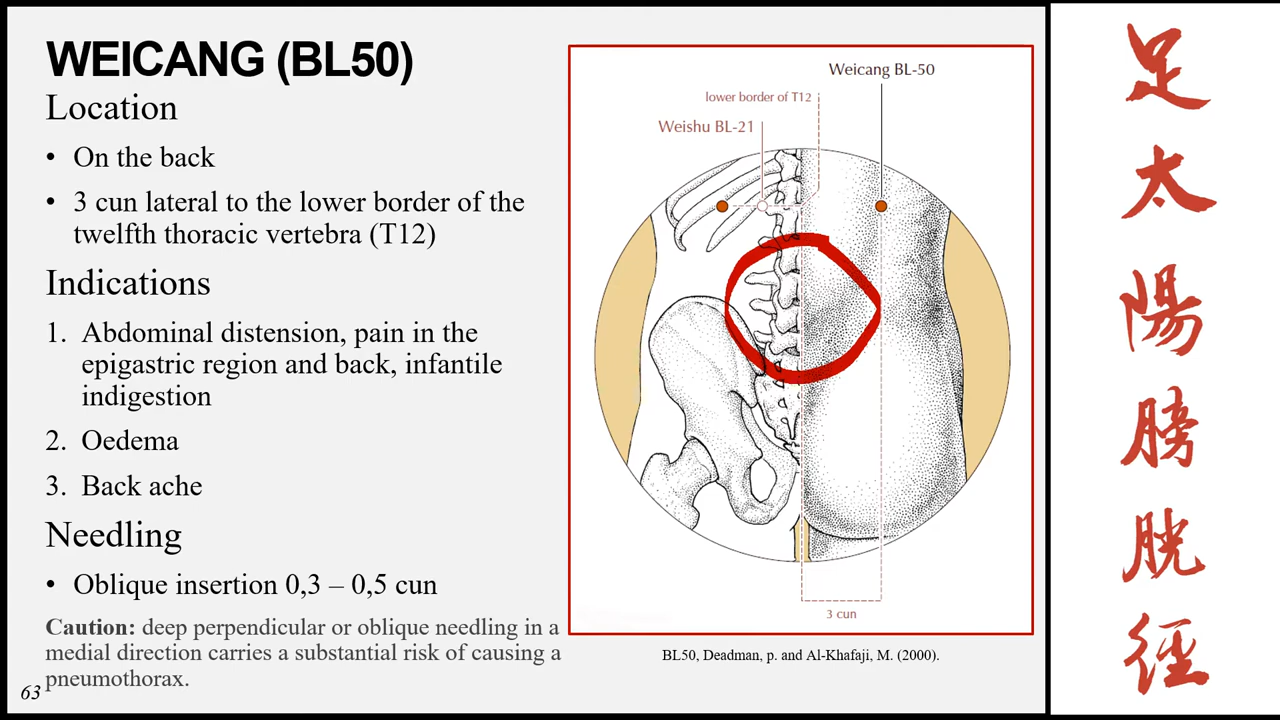 WEICANG (BL50)
Location
• On the back
• 3 cun lateral to the lower border of the
twelfth thoracic vertebra (T12)
Indications
1. Abdominal distension, pain in the
epigastric region and back, infantile
indigestion
2. Oedema
3. Back ache
Needling
• Oblique insertion 0,3 – 0,5 cun
Caution: deep perpendicular or oblique needling in a
medial direction carries a substantial risk of causing a
pneumothorax.
63
Weicang BL-50
lower border of T12
Weishu BL-21
3 cun
BL50, Deadman, p. and Al-Khafaji, M. (2000).
足
太
陽
膀
胱
徑